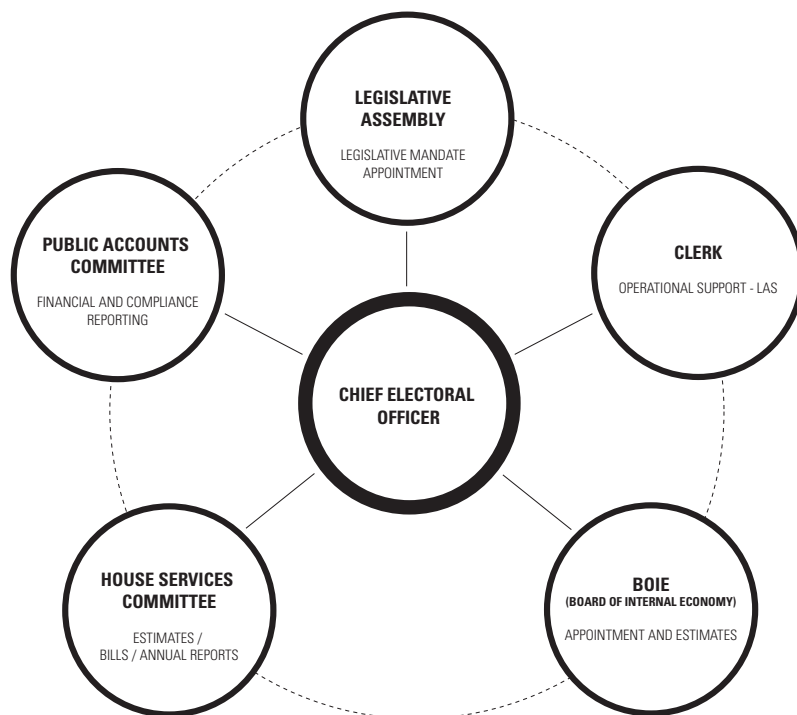 LEGISLATIVE
ASSEMBLY
LEGISLATIVE MANDATE
APPOINTMENT
PUBLIC ACCOUNTS
COMMITTEE
FINANCIAL AND COMPLIANCE
REPORTING
CLERK
OPERATIONAL SUPPORT - LAS
CHIEF ELECTORAL
OFFICER
HOUSE SERVICES
COMMITTEE
ESTIMATES /
BILLS / ANNUAL REPORTS
BOIE
(BOARD OF INTERNAL ECONOMY)
APPOINTMENT AND ESTIMATES